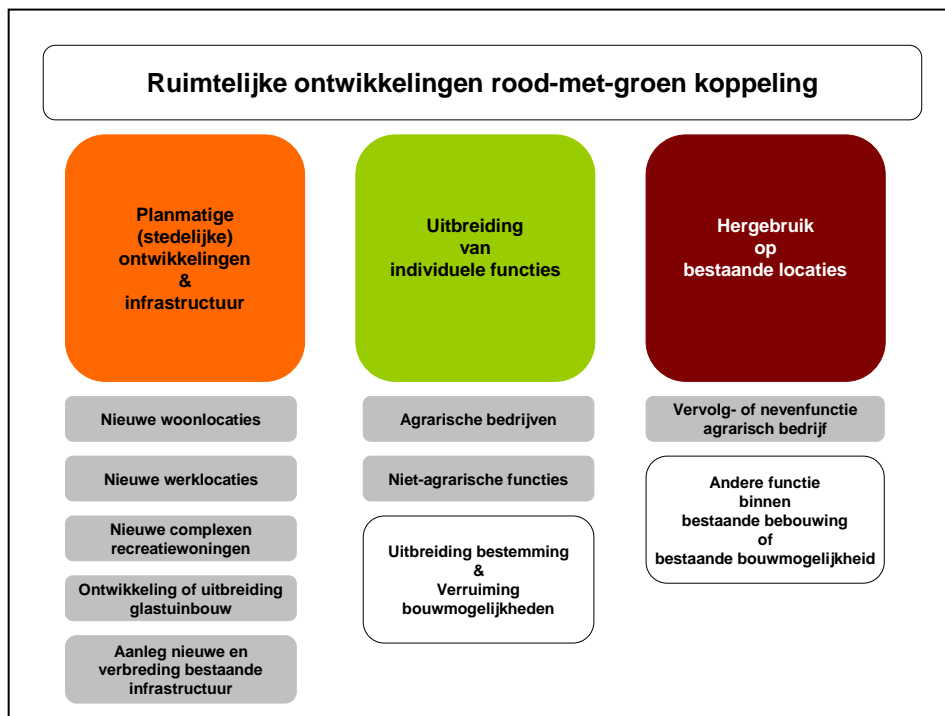 Ruimtelijke ontwikkelingen rood-met-groen koppeling
Planmatige
(stedelijke)
ontwikkelingen
&
infrastructuur
Nieuwe woonlocaties
Nieuwe werklocaties
Nieuwe complexen
recreatiewoningen
Ontwikkeling of uitbreiding
glastuinbouw
Aanleg nieuwe en
verbreding bestaande
infrastructuur
Uitbreiding
van
individuele functies
Agrarische bedrijven
Niet-agrarische functies
Uitbreiding bestemming
&
Verruiming
bouwmogelijkheden
Hergebruik
op
bestaande locaties
Vervolg- of nevenfunctie
agrarisch bedrijf
Andere functie
binnen
bestaande bebouwing
of
bestaande bouwmogelijkheid